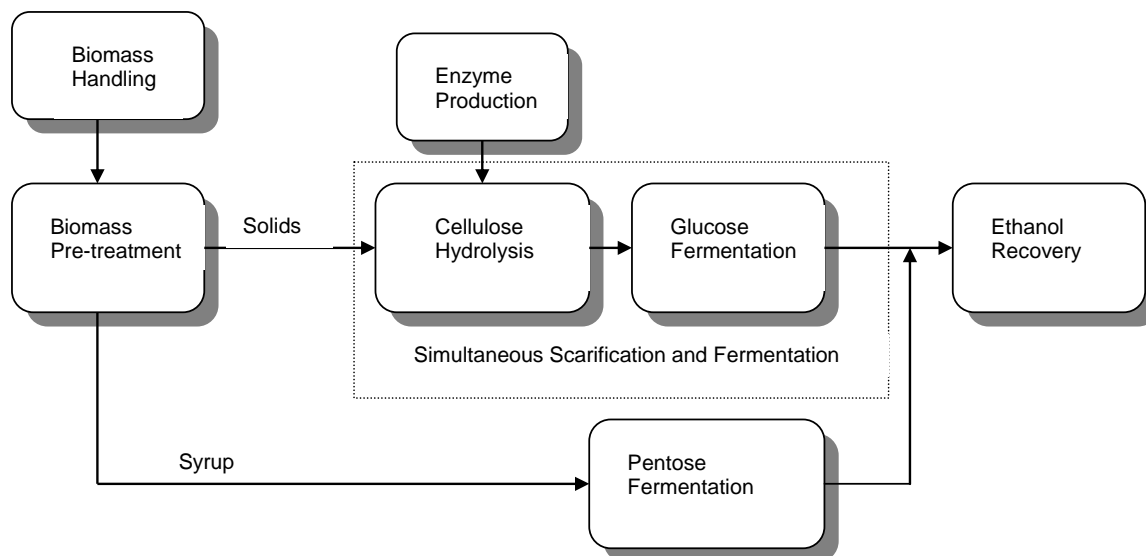 Biomass
Handling
Enzyme
Production
Biomass
Pre-treatment
Solids
Cellulose
Hydrolysis
Glucose
Fermentation
Ethanol
Recovery
Simultaneous Scarification and Fermentation
Syrup
Pentose
Fermentation